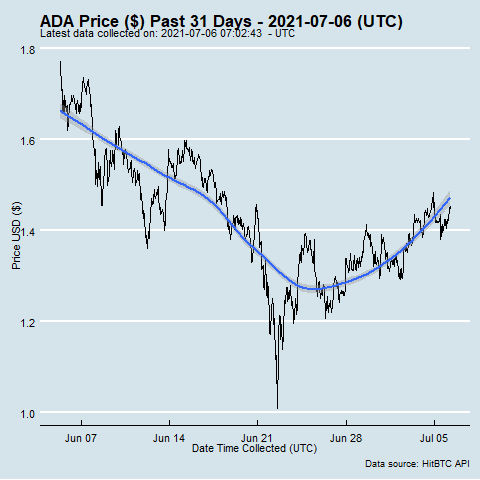 ADA Price ($) Past 31 Days - 2021-07-06 (UTC)
Latest data collected on: 2021-07-06 07:02:43  - UTC
1.8
1.6
1.4
1.2
1.0
Price USD ($)
Jun 07 Jun 14 Jun 21 Jun 28 Jul 05
Date Time Collected (UTC)
Data source: HitBTC API